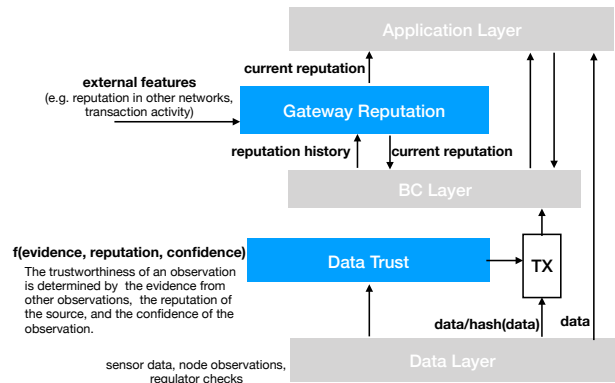 Application Layer
current reputation
external features
(e.g. reputation in other networks,
transaction activity)
Gateway Reputation
reputation history
current reputation
BC Layer
f(evidence, reputation, confidence)
The trustworthiness of an observation
is determined by the evidence from
other observations, the reputation of
the source, and the confidence of the
observation.
Data Trust
TX
data/hash(data)
data
sensor data, node observations,
regulator checks
Data Layer